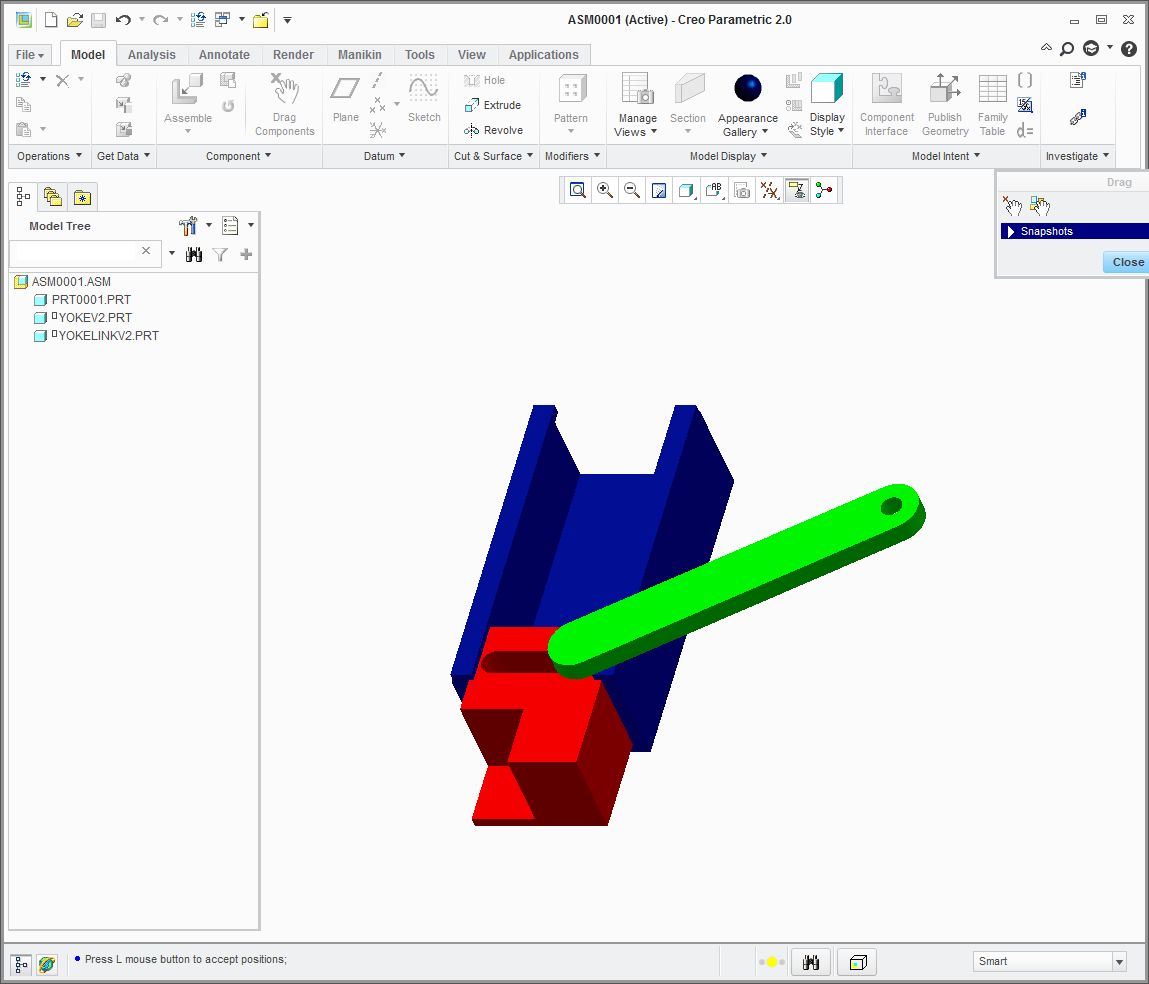 ASM0001 (Active) - Creo Parametric 2.0
File Model Analysis Annotate Render Manikin Tools View Applications
Hole
Extrude
Revolve
Assemble
Drag
Components
Plane
Sketch
Pattern
Manage
Views
Section
Appearance
Gallery
Display
Style
Component
Interface
Publish
Geometry
Family
Table
Operations Get Data Component Datum Cut & Surface Modifiers Model Display Model Intent Investigate
Drag
Snapshots
Close
Model Tree
ASM0001.ASM
PRT0001.PRT
YOKEV2.PRT
YOKELINKV2.PRT
Press L mouse button to accept positions;
Smart